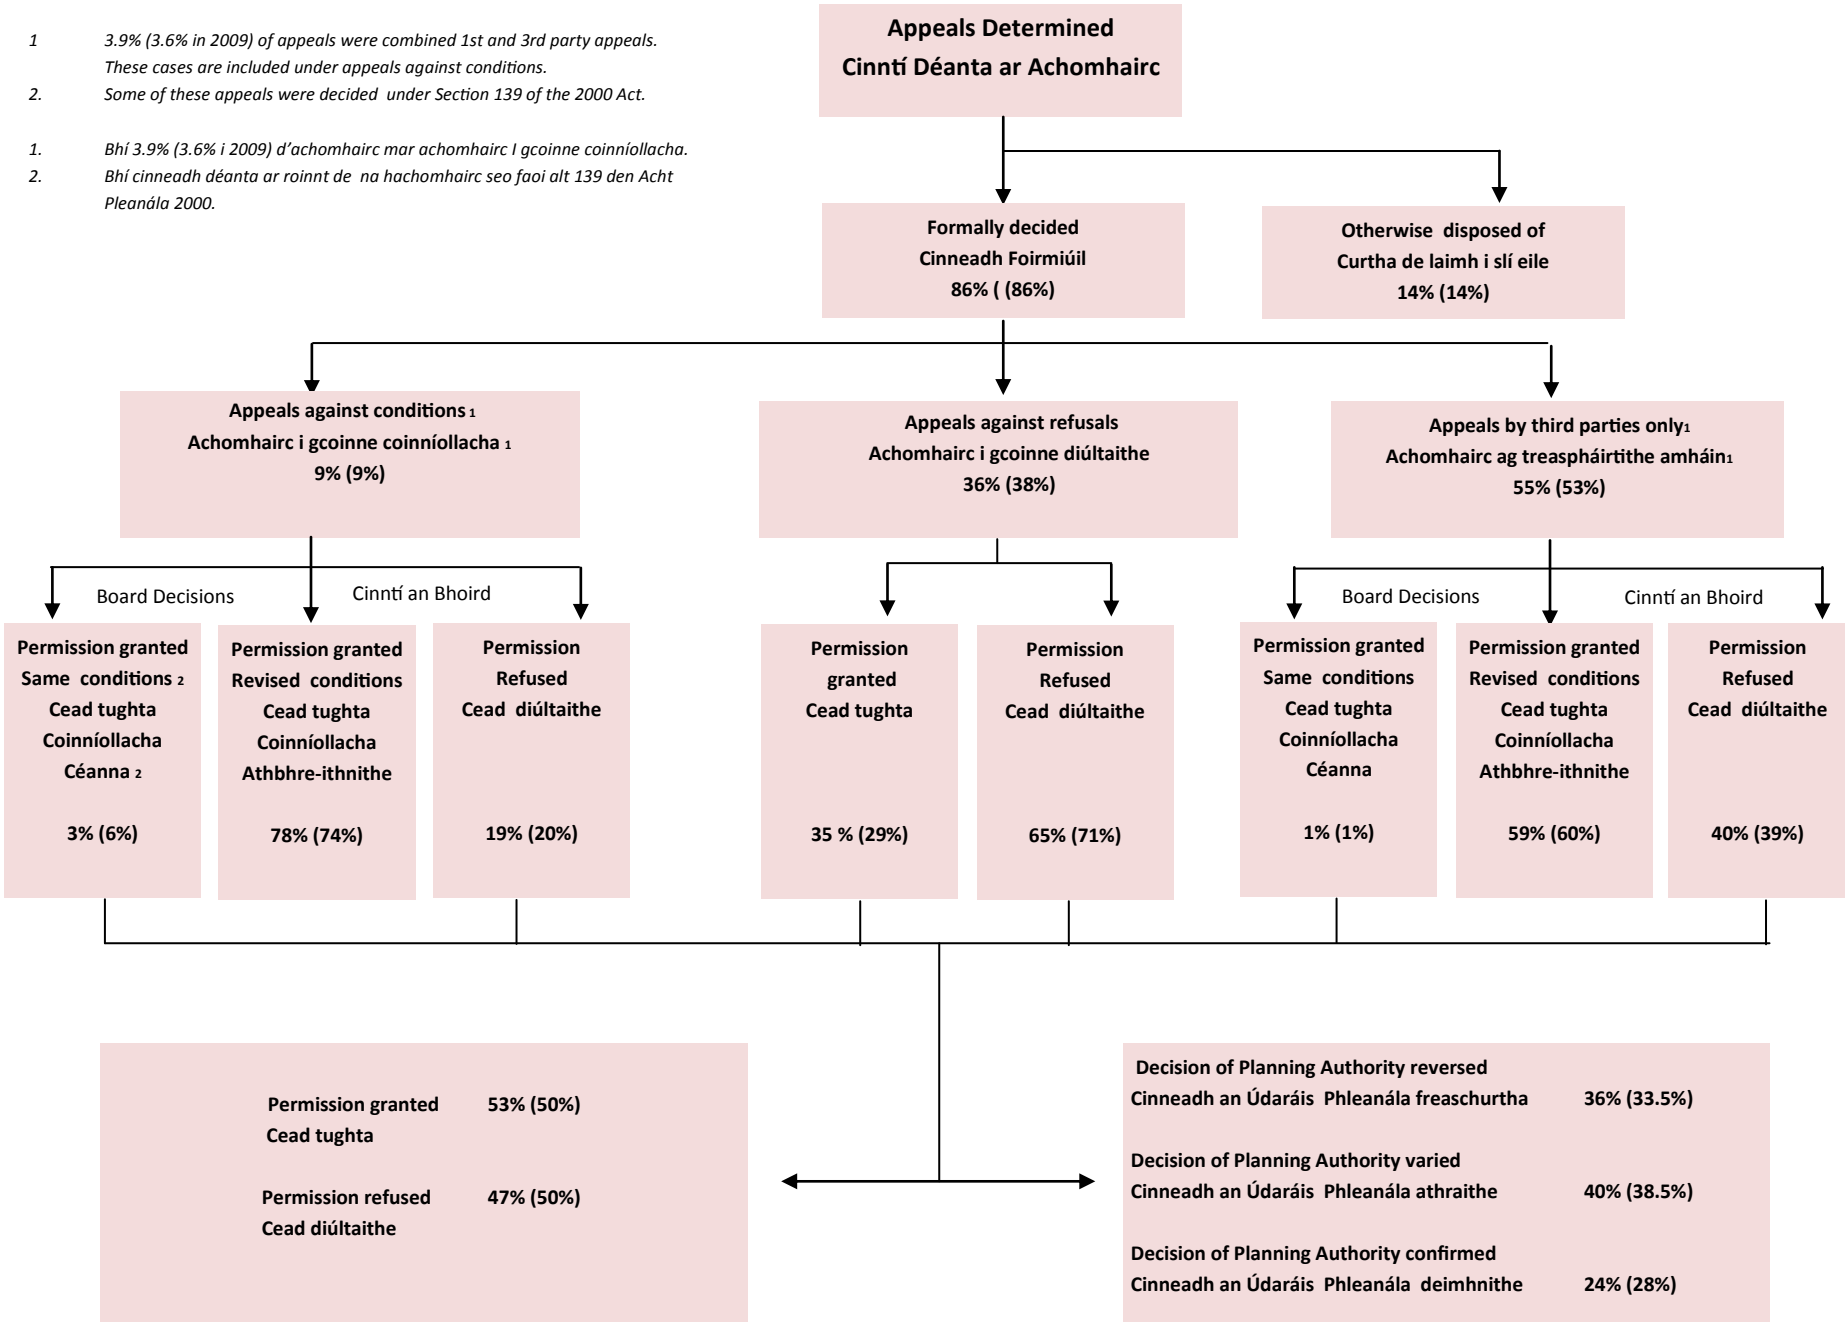 1 3.9% (3.6% in 2009) of appeals were combined 1st and 3rd party appeals.
These cases are included under appeals against conditions.
2. Some of these appeals were decided under Section 139 of the 2000 Act.
1. Bhí 3.9% (3.6% i 2009) d'achomhairc mar achomhairc I gcoinne coinníollacha.
2. Bhí cinneadh déanta ar roinnt de na hachomhairc seo faoi alt 139 den Acht
Pleanála 2000.
Appeals Determined
Cinntí Déanta ar Achomhairc
Formally decided
Cinneadh Foirmiúil
86% ( (86%)
Otherwise disposed of
Curtha de laimh i slí eile
14% (14%)
Appeals against conditions 1
Achomhairc i gcoinne coinníollacha 1
9% (9%)
Appeals against refusals
Achomhairc i gcoinne diúltaithe
36% (38%)
Appeals by third parties only1
Achomhairc ag treaspháirtithe amháin1
55% (53%)
Board Decisions
Cinntí an Bhoird
Board Decisions
Cinntí an Bhoird
Permission granted
Same conditions 2
Cead tughta
Coinníollacha
Céanna 2
3% (6%)
Permission granted
Revised conditions
Cead tughta
Coinníollacha
Athbhre-ithnithe
78% (74%)
Permission
Refused
Cead diúltaithe
19% (20%)
Permission
granted
Cead tughta
35 % (29%)
Permission
Refused
Cead diúltaithe
65% (71%)
Permission granted
Same conditions
Cead tughta
Coinníollacha
Céanna
1% (1%)
Permission granted
Revised conditions
Cead tughta
Coinníollacha
Athbhre-ithnithe
59% (60%)
Permission
Refused
Cead diúltaithe
40% (39%)
Permission granted 53% (50%)
Cead tughta
Permission refused 47% (50%)
Cead diúltaithe
Decision of Planning Authority reversed
Cinneadh an Údaráis Phleanála freaschurtha 36% (33.5%)
Decision of Planning Authority varied
Cinneadh an Údaráis Phleanála athraithe 40% (38.5%)
Decision of Planning Authority confirmed
Cinneadh an Údaráis Phleanála deimhnithe 24% (28%)